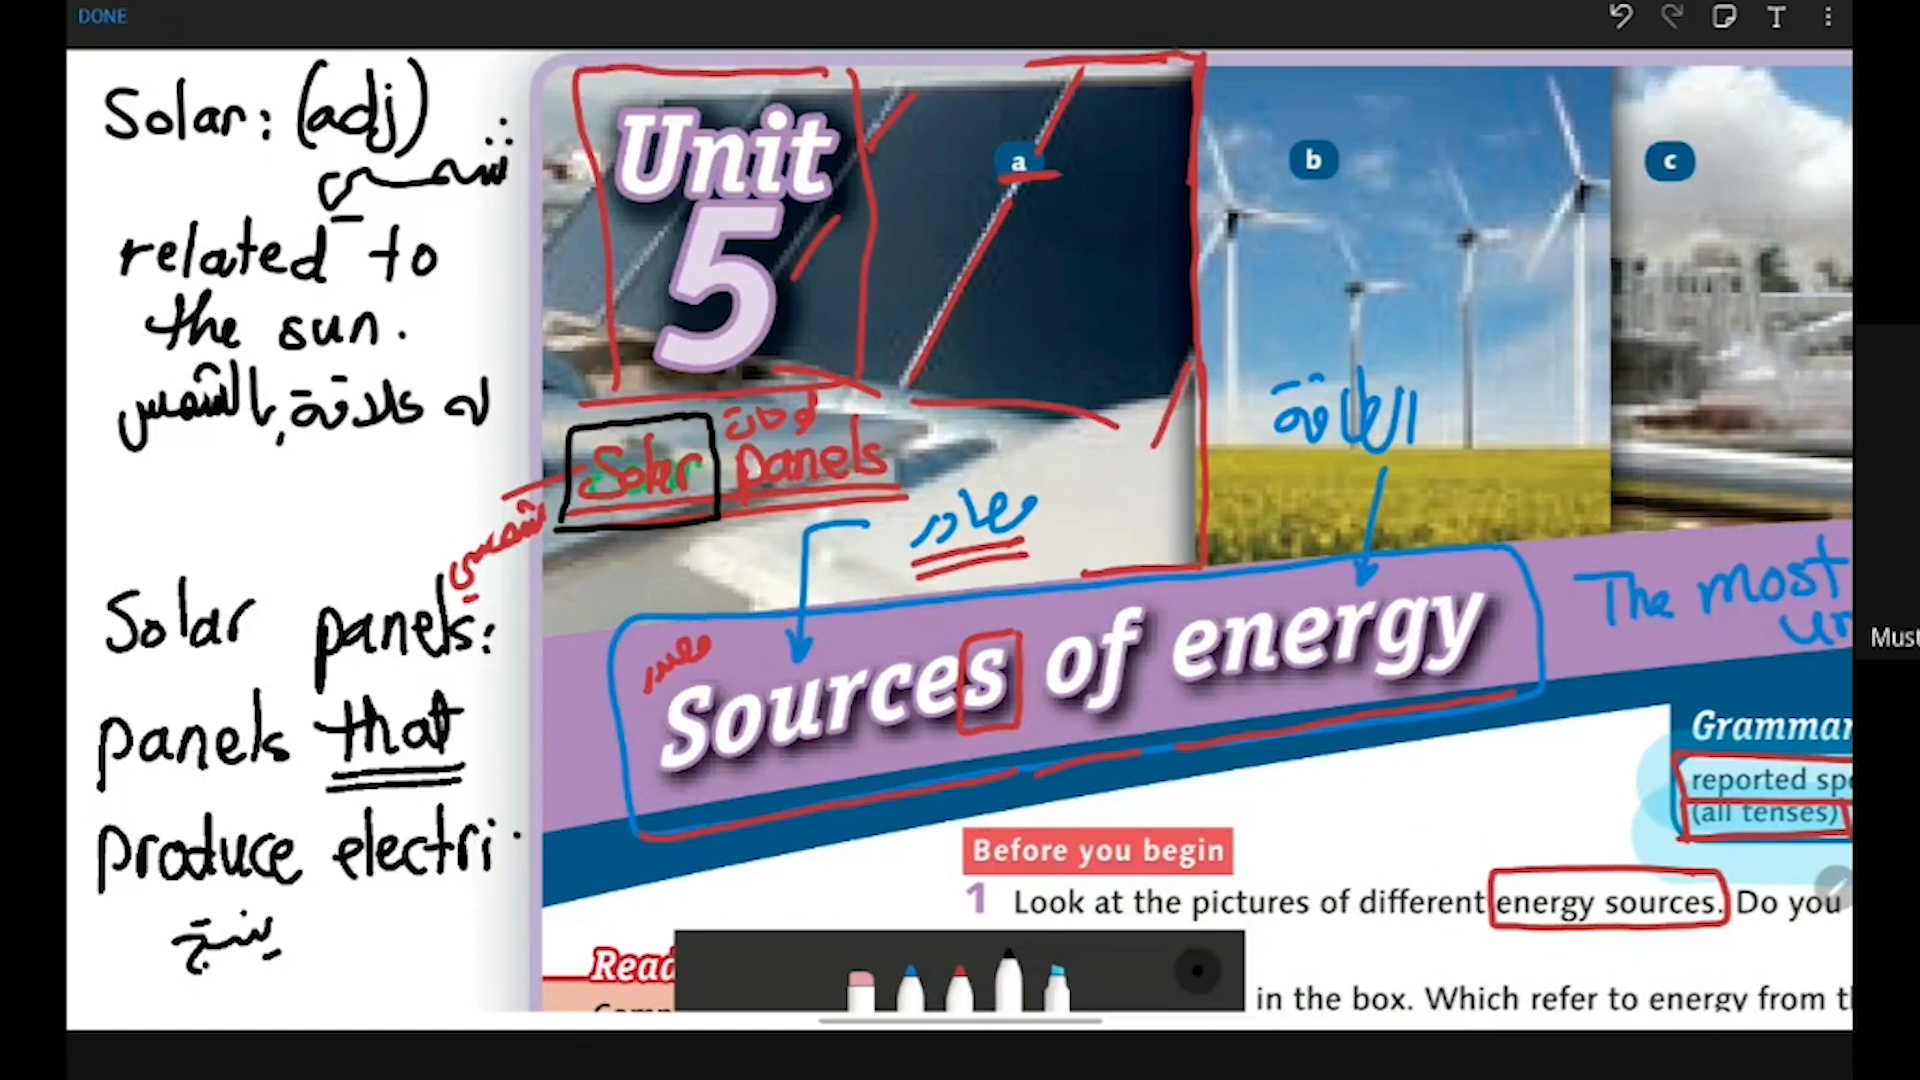 DONE
T
Solar: (adj)
شمسي
related to
the sun.
له علاقة بالشمس
Solar panels:
panels that
produce electri
ينتج
Unit
5
a
b
c
لوحات
Solar panels
الشمسي
مصادر
الطاقة
مصدر
Sources of energy
The most
un
Must
Grammar
reported spe
(all tenses)
Before you begin
1 Look at the pictures of different energy sources. Do you
Read
in the box. Which refer to energy from t